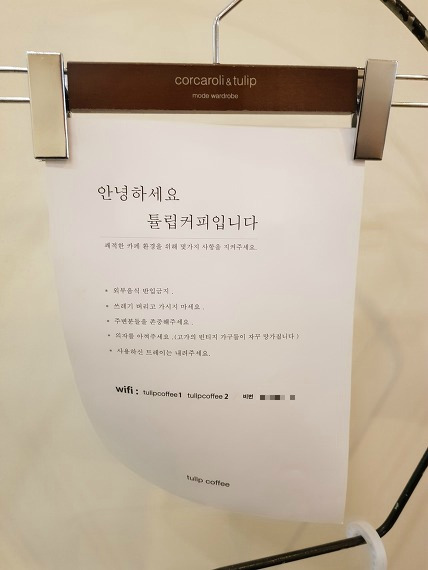 corcaroli & tulip
mode wardrobe
안녕하세요
튤립커피입니다
쾌적한 카페 환경을 위해 몇가지 사항을 지켜주세요.
• 외부음식 반입금지 .
• 쓰레기 버리고 가시지 마세요 .
• 주변분들을 존중해주세요 .
• 의자를 아껴주세요 .(고가의 빈티지 가구들이 자꾸 망가집니다.)
• 사용하신 트레이는 내려주세요.
wifi : tulipcoffee1 tulipcoffee2 비번
tulip coffee